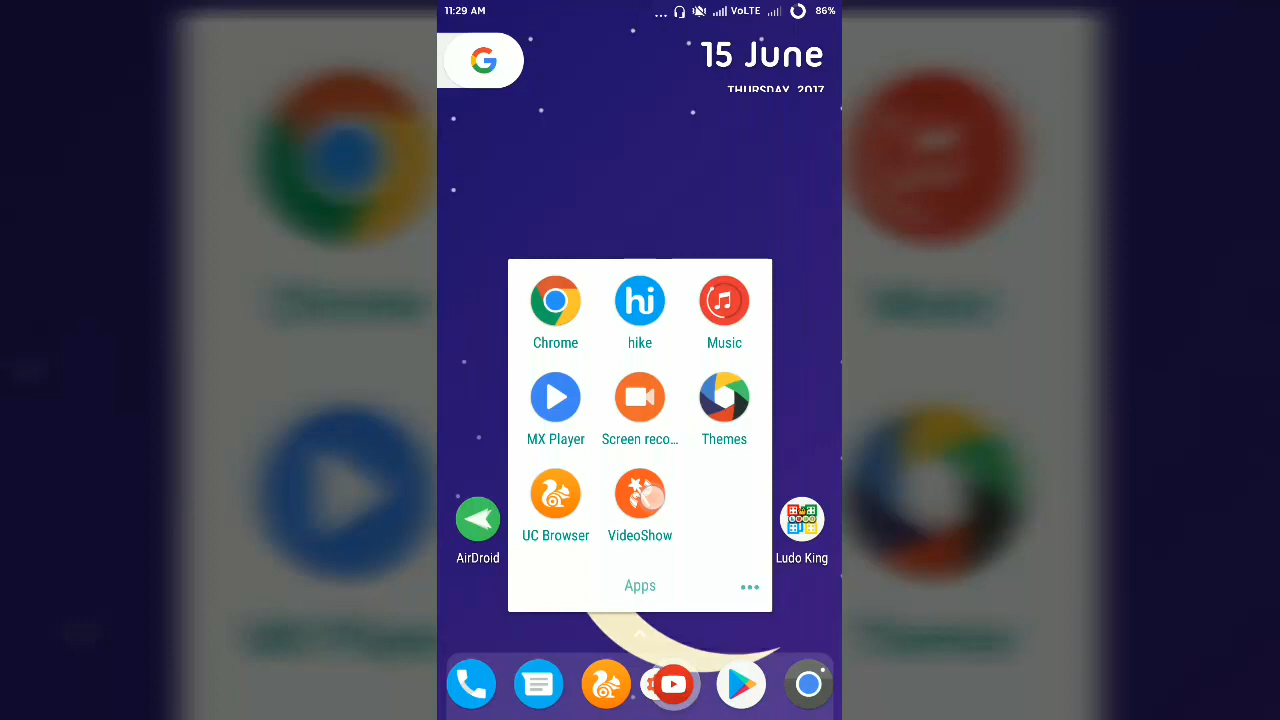 11:29 AM
VoLTE
86%
15 June
THURSDAY, 2017
Chrome
hike
Music
MX Player
Screen reco...
Themes
UC Browser
VideoShow
AirDroid
Ludo King
Apps